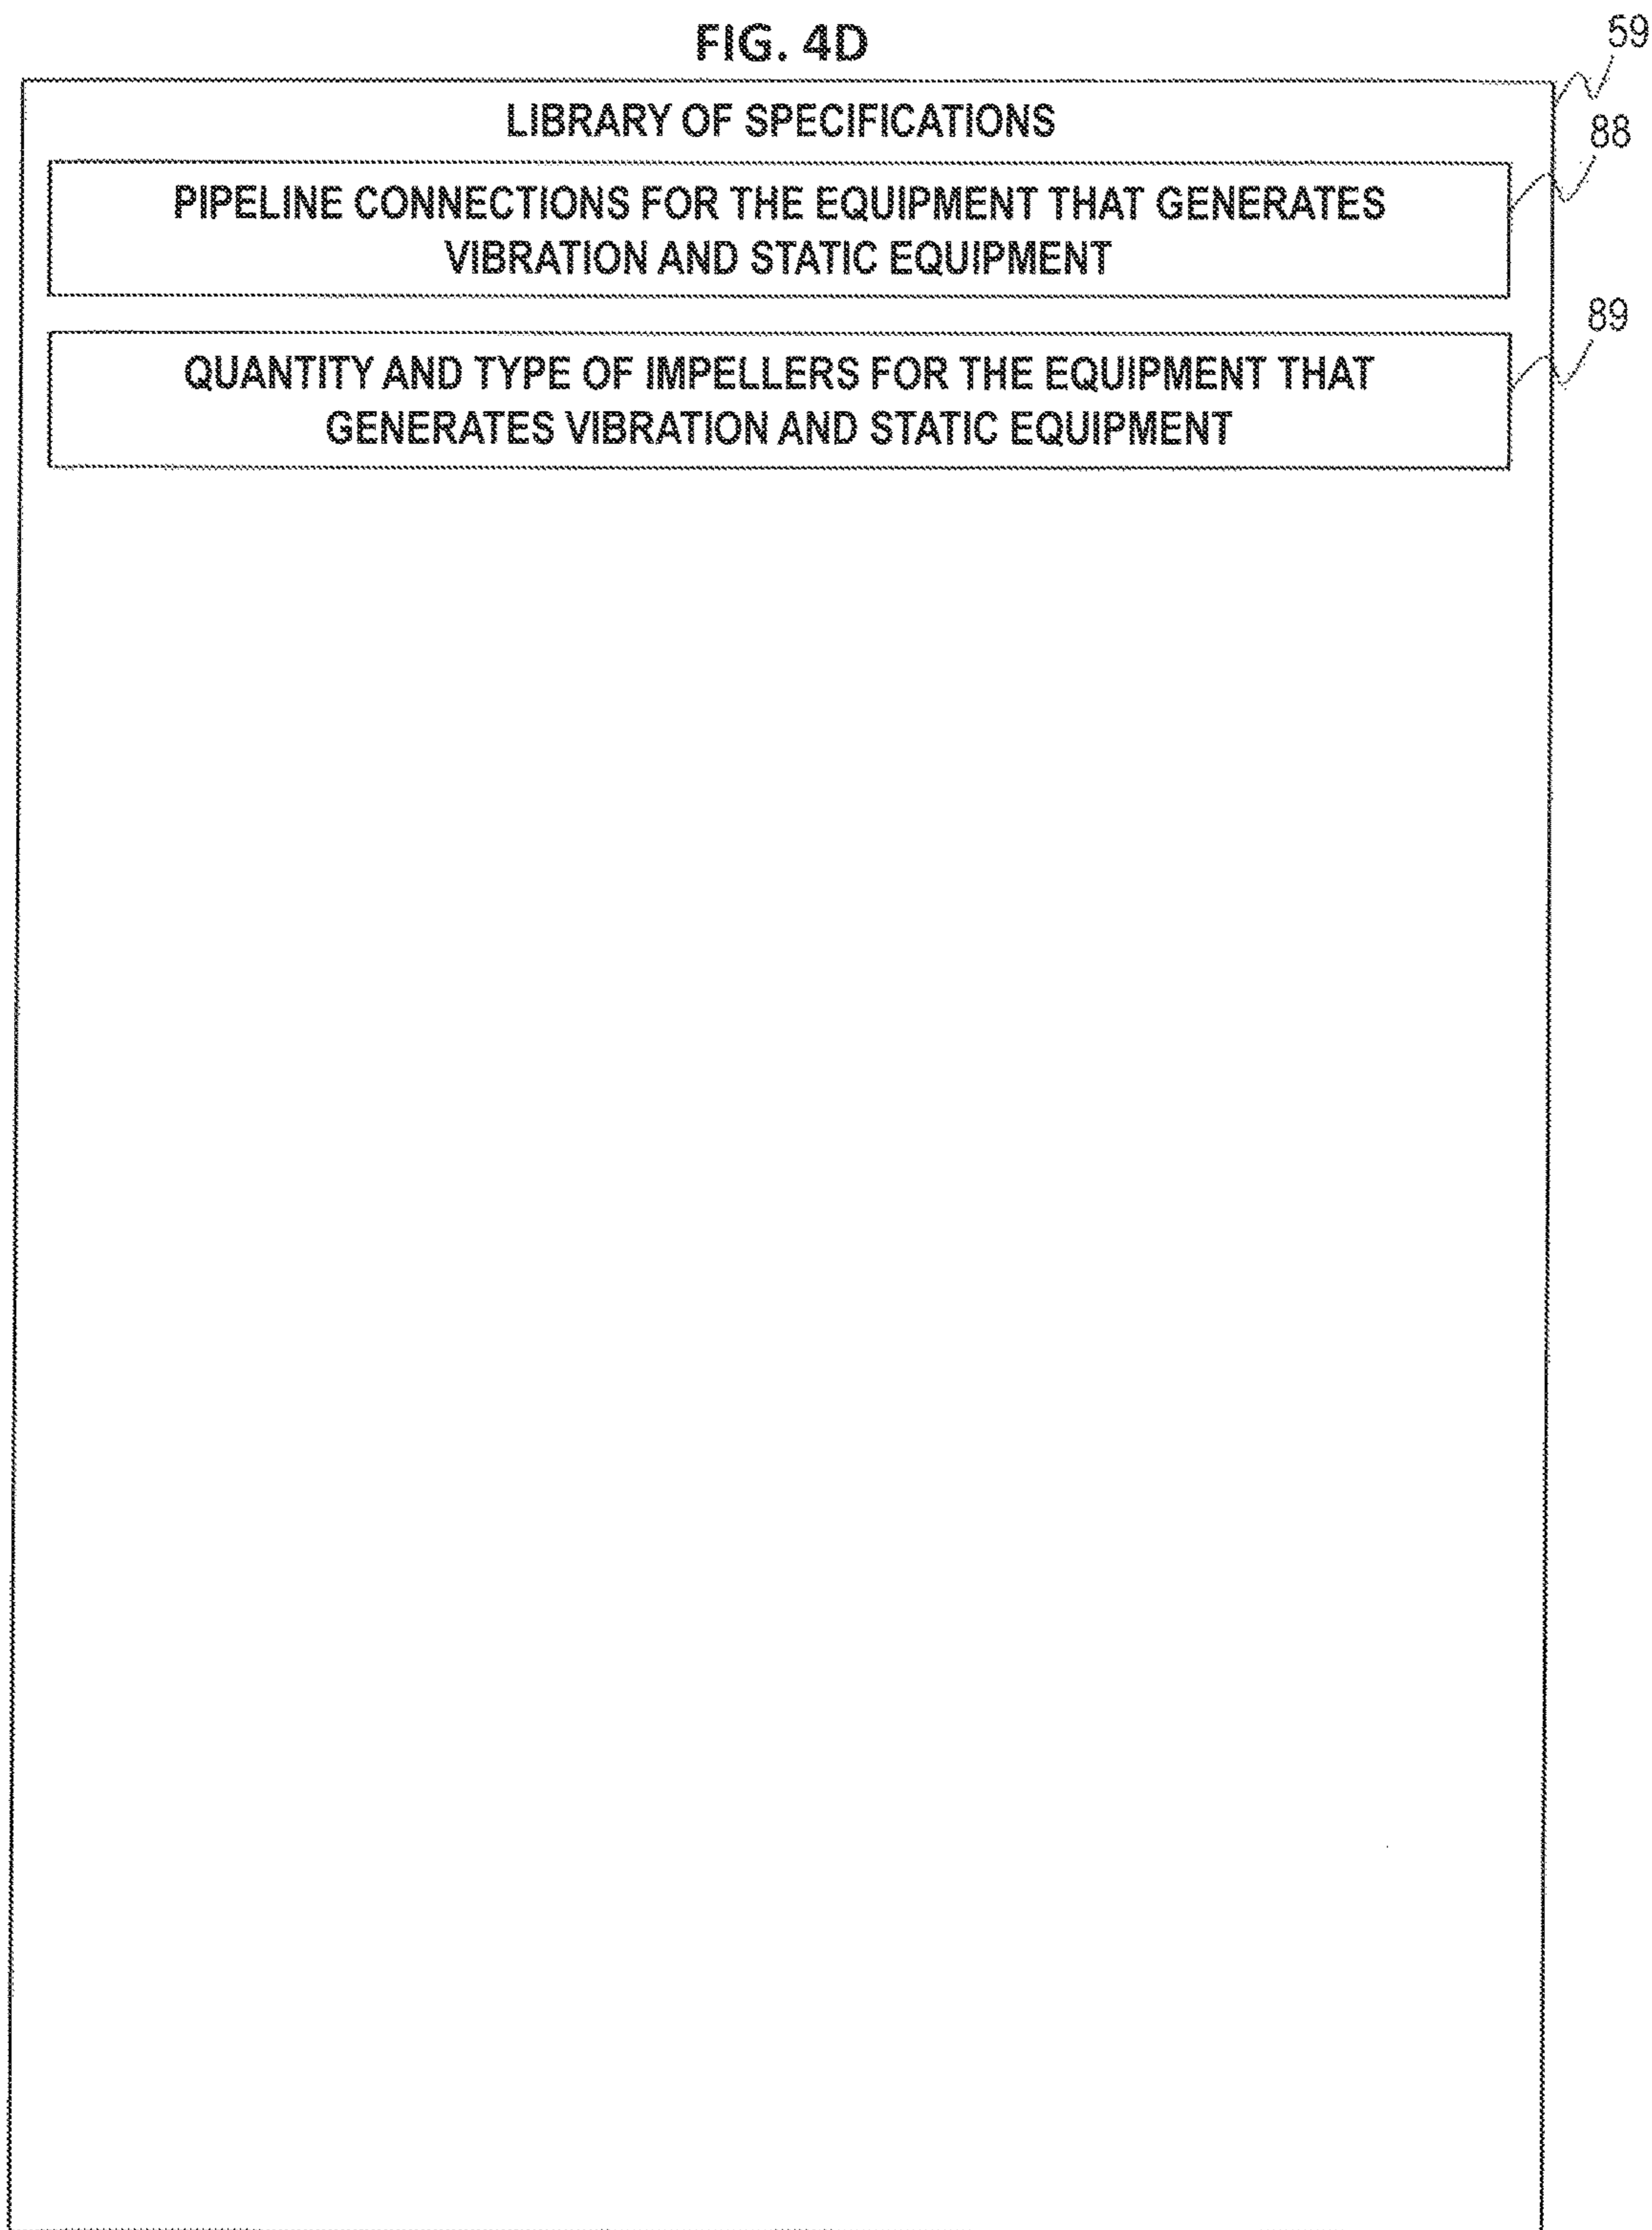 FIG. 4D
59
LIBRARY OF SPECIFICATIONS
88
PIPELINE CONNECTIONS FOR THE EQUIPMENT THAT GENERATES
VIBRATION AND STATIC EQUIPMENT
89
QUANTITY AND TYPE OF IMPELLERS FOR THE EQUIPMENT THAT
GENERATES VIBRATION AND STATIC EQUIPMENT